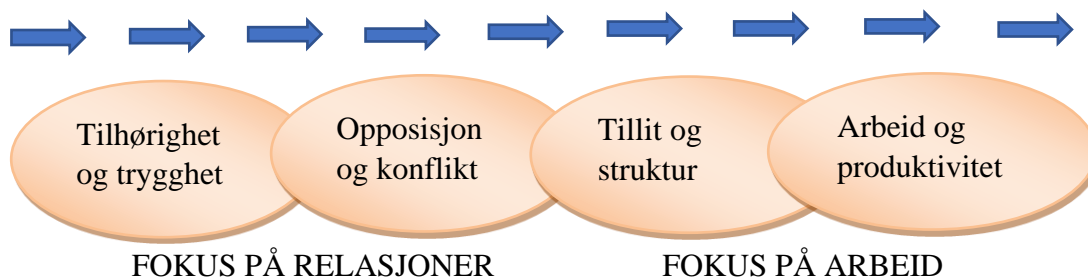 Tilhørighet
og trygghet
Opposisjon
og konflikt
Tillit og
struktur
Arbeid og
produktivitet
FOKUS PÅ RELASJONER
FOKUS PÅ ARBEID